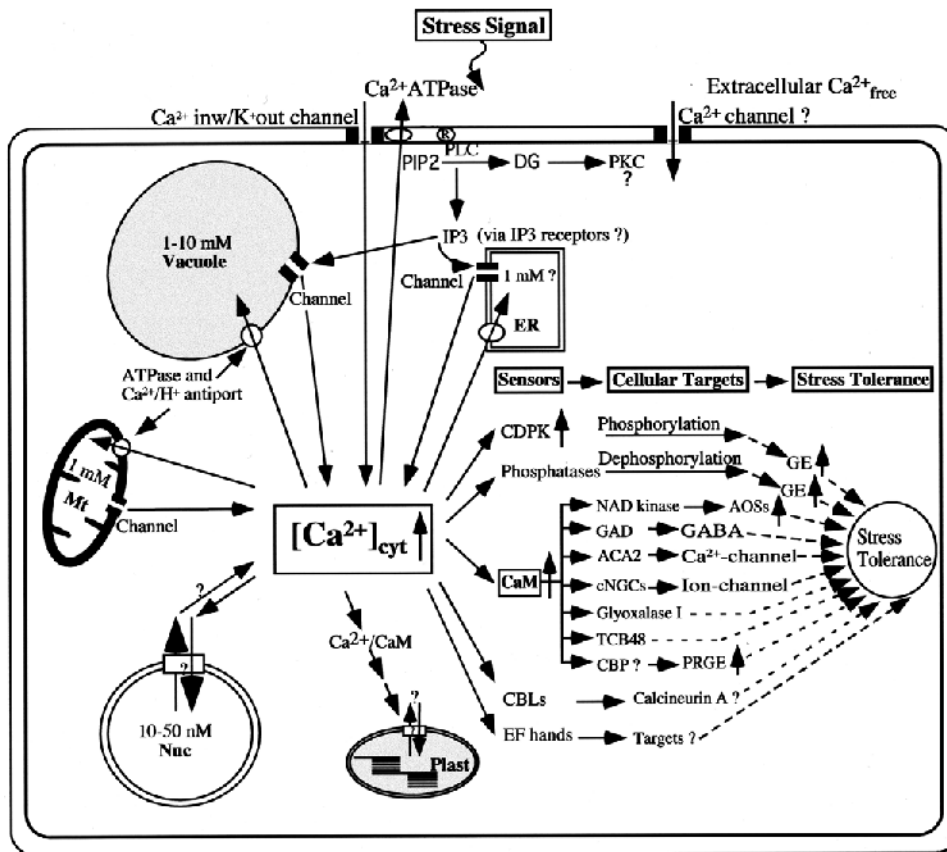 Stress Signal
Ca²⁺ATPase
Extracellular Ca²⁺free
Ca²⁺ inw/K⁺out channel
Ca²⁺ channel ?
R
PLC
PIP2
DG
PKC
?
IP3 (via IP3 receptors ?)
1-10 mM
Vacuole
Channel
Channel
1 mM ?
ER
ATPase and
Ca²⁺/H⁺ antiport
Sensors
Cellular Targets
Stress Tolerance
CDPK
Phosphorylation
GE
Phosphatases
Dephosphorylation
GE
1 mM
Mt
Channel
[Ca²⁺]cyt
CaM
NAD kinase
AOSs
GAD
GABA
ACA2
Ca²⁺-channel
cNGCs
Ion-channel
Glyoxalase I
TCB48
CBP ?
PRGE
Stress
Tolerance
?
?
10-50 nM
Nuc
Ca²⁺/CaM
?
?
Plast
CBLs
Calcineurin A ?
EF hands
Targets ?